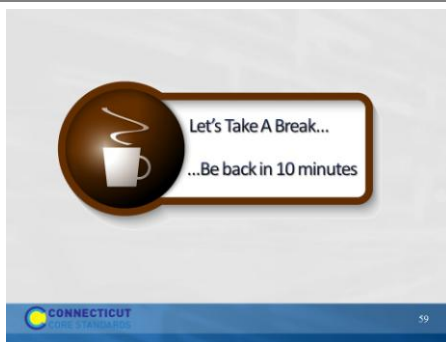 Let's Take A Break...
...Be back in 10 minutes
CONNECTICUT
CORE STANDARDS
59